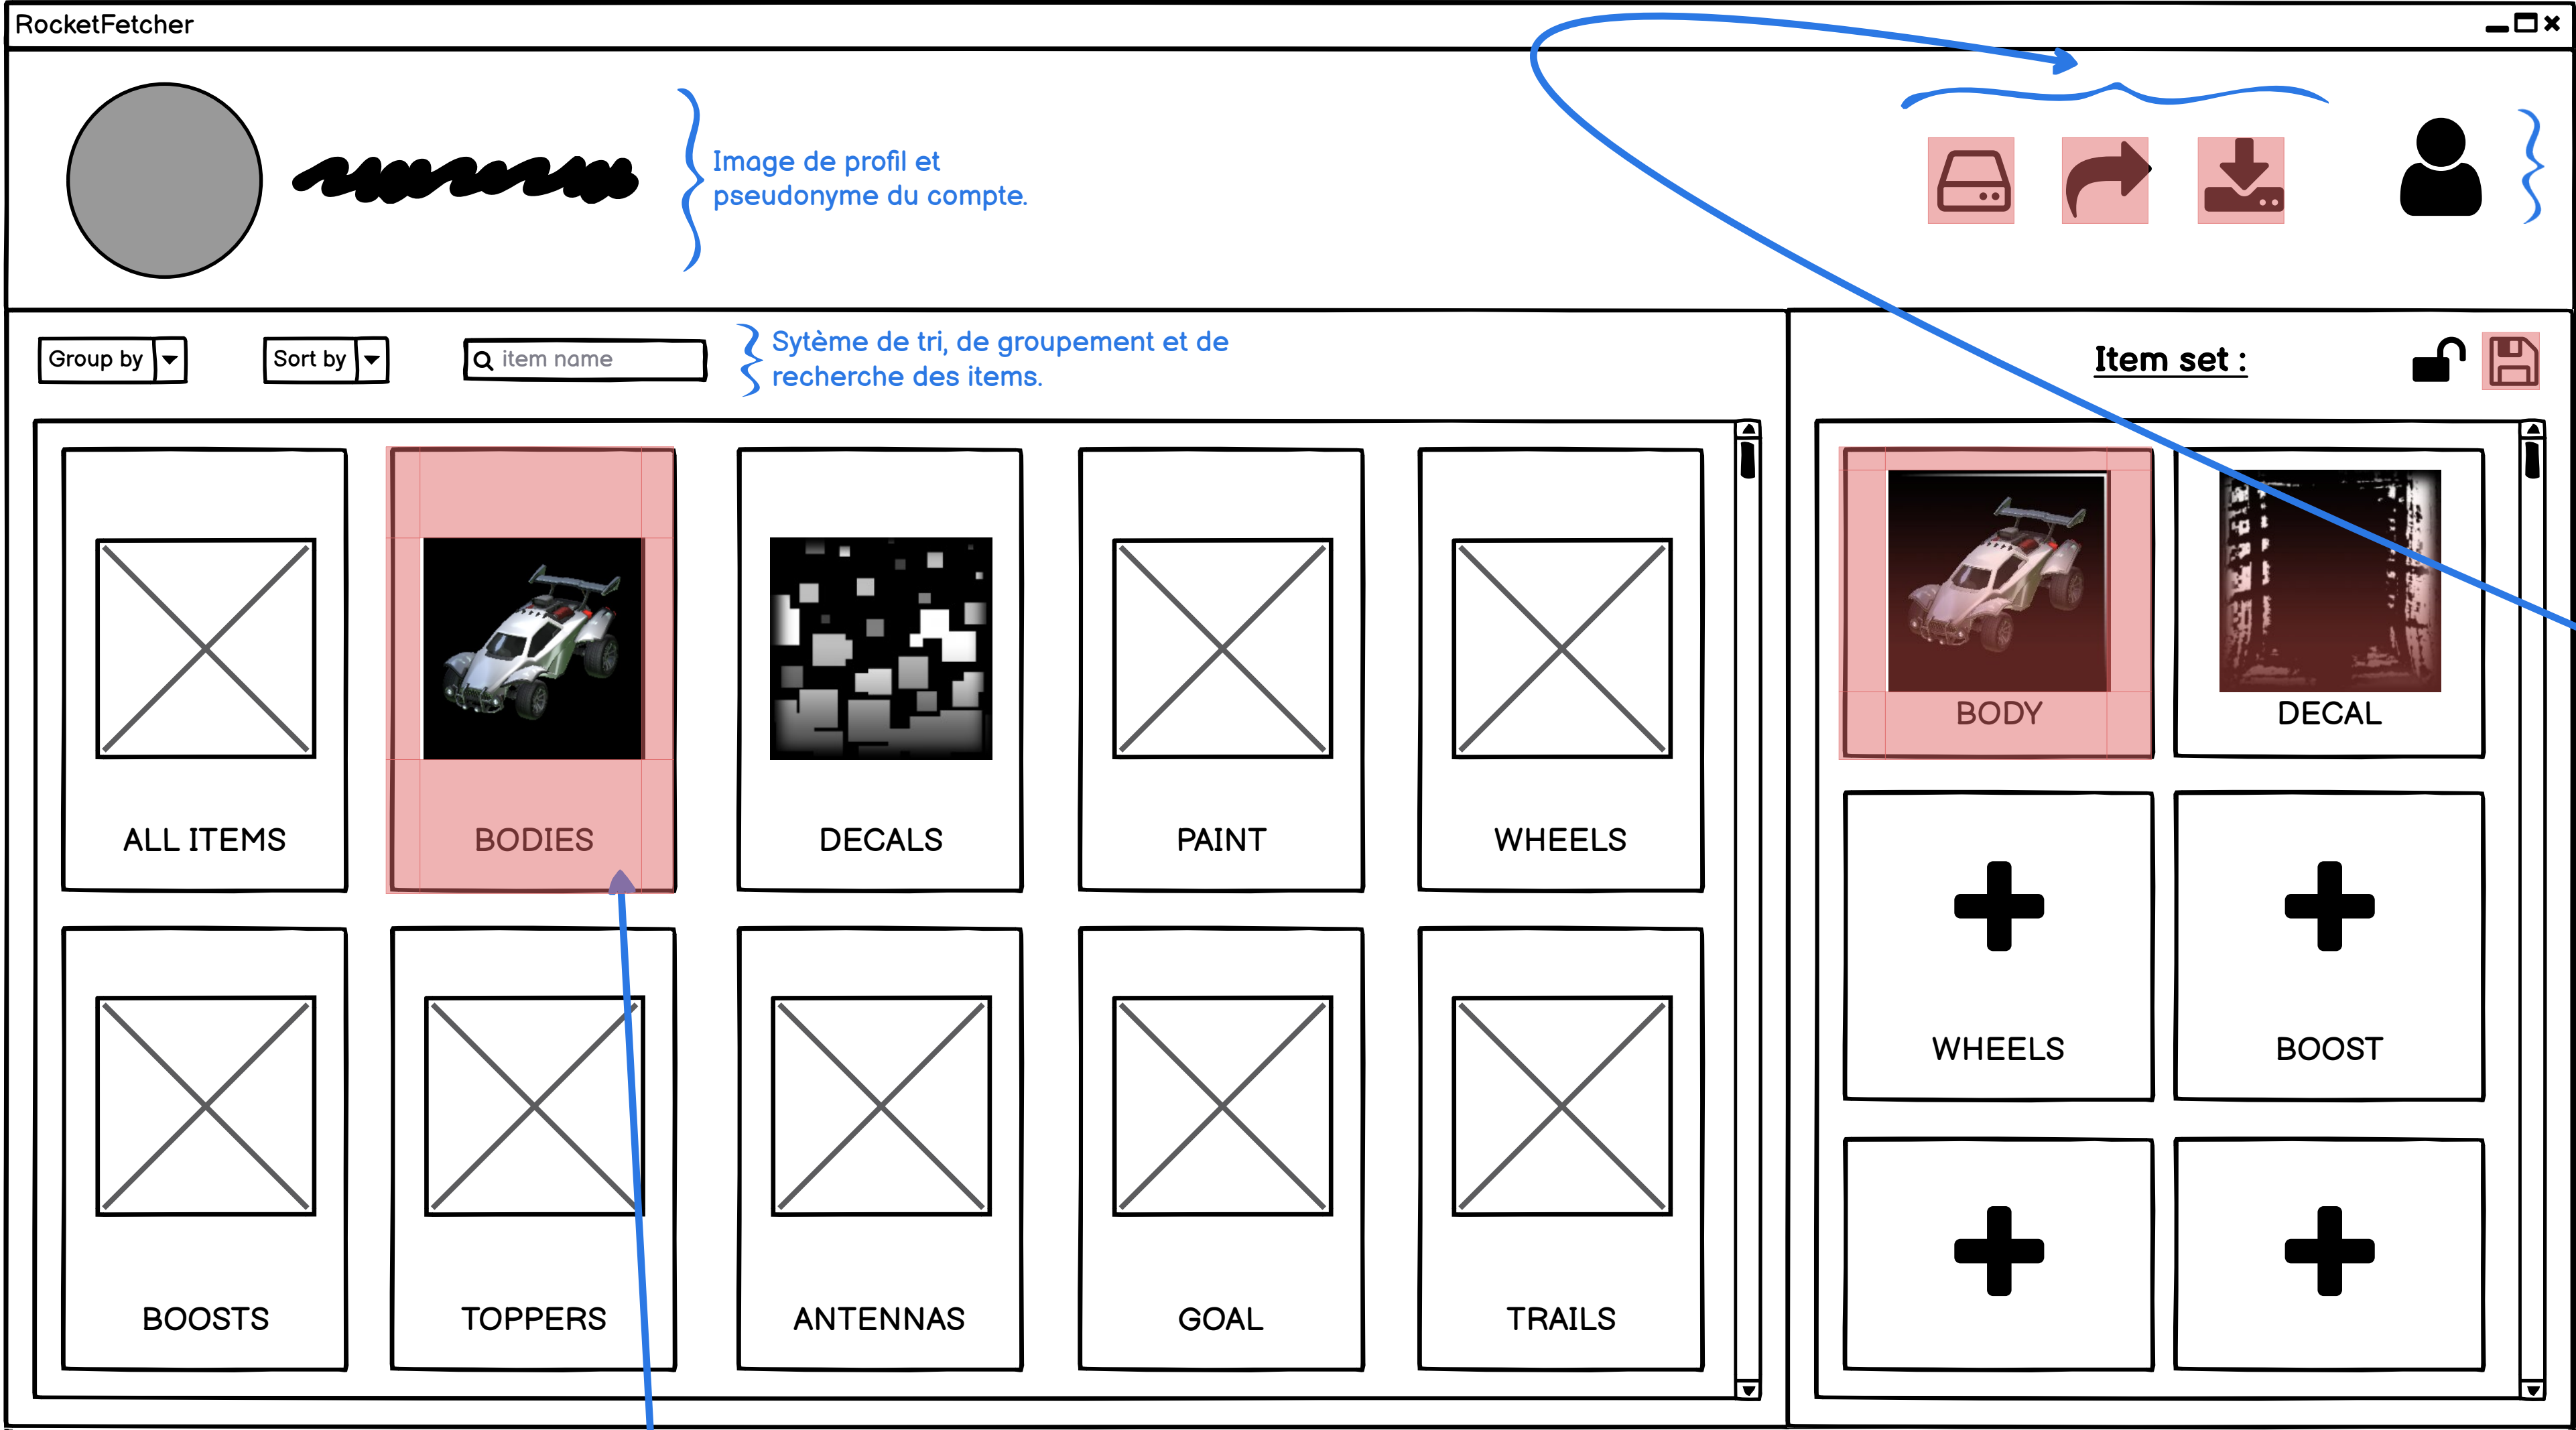 RocketFetcher
Image de profil et
pseudonyme du compte.
Group by
Sort by
item name
Sytème de tri, de groupement et de
recherche des items.
Item set :
ALL ITEMS
BODIES
DECALS
PAINT
WHEELS
BOOSTS
TOPPERS
ANTENNAS
GOAL
TRAILS
BODY
DECAL
WHEELS
BOOST